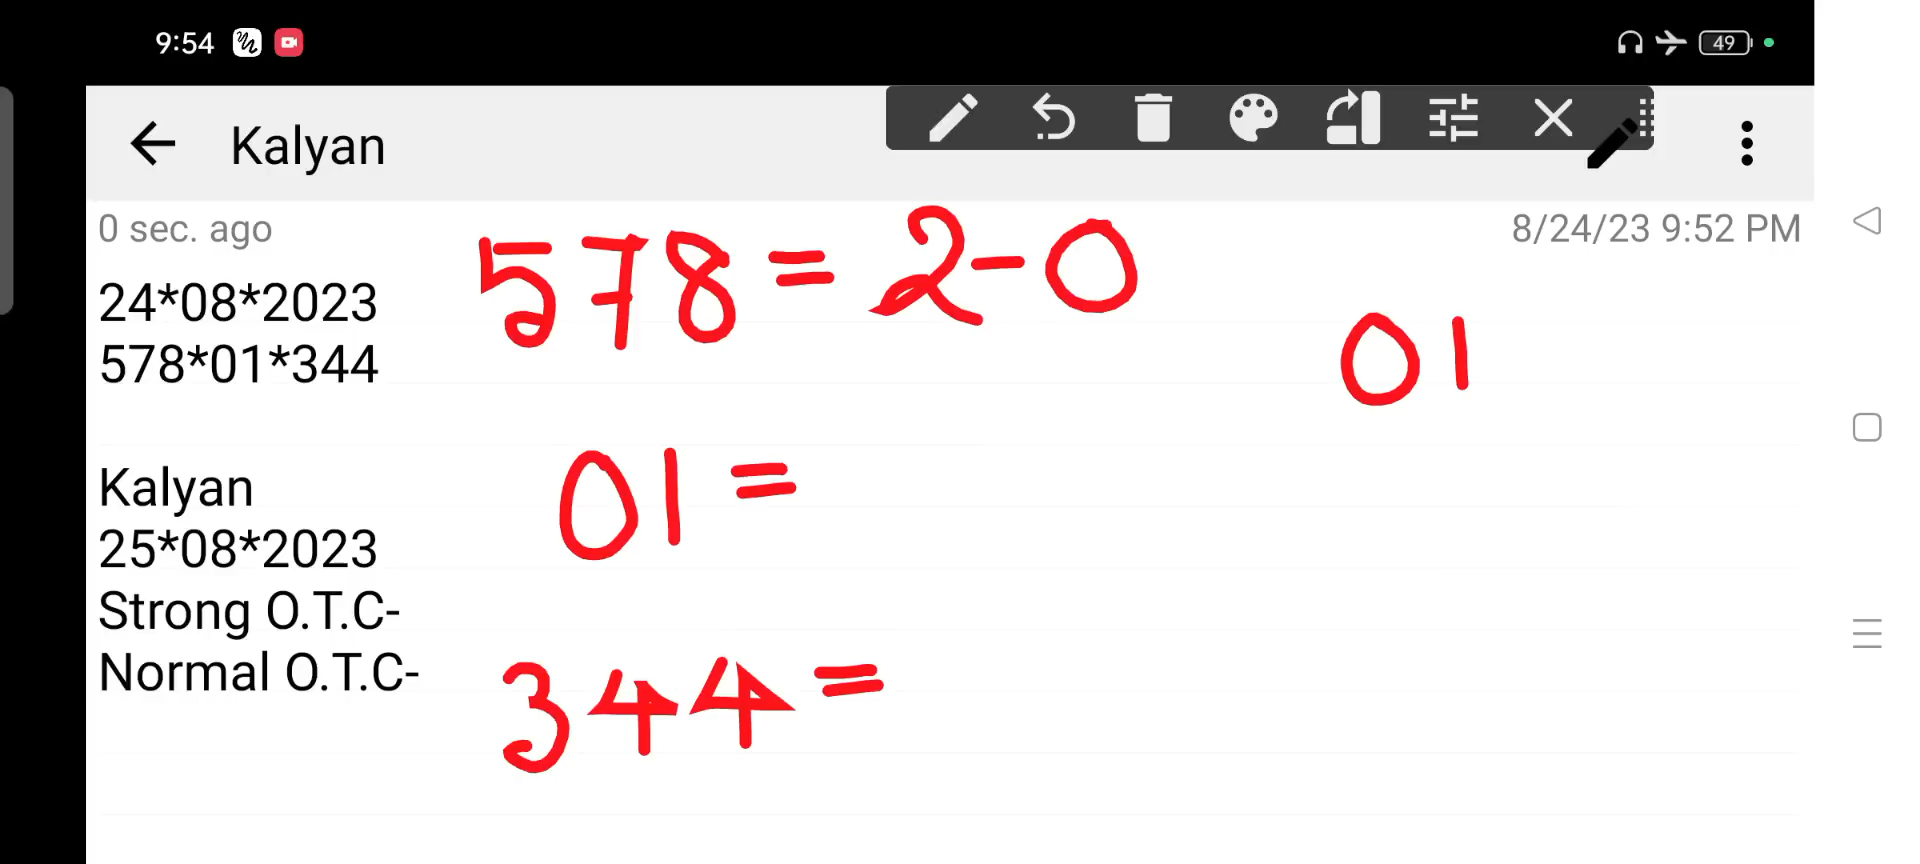 9:54 49
Kalyan
0 sec. ago 8/24/23 9:52 PM
578=2-0
24*08*2023
578*01*344
01
Kalyan
01=
25*08*2023
Strong O.T.C-
Normal O.T.C-
344=